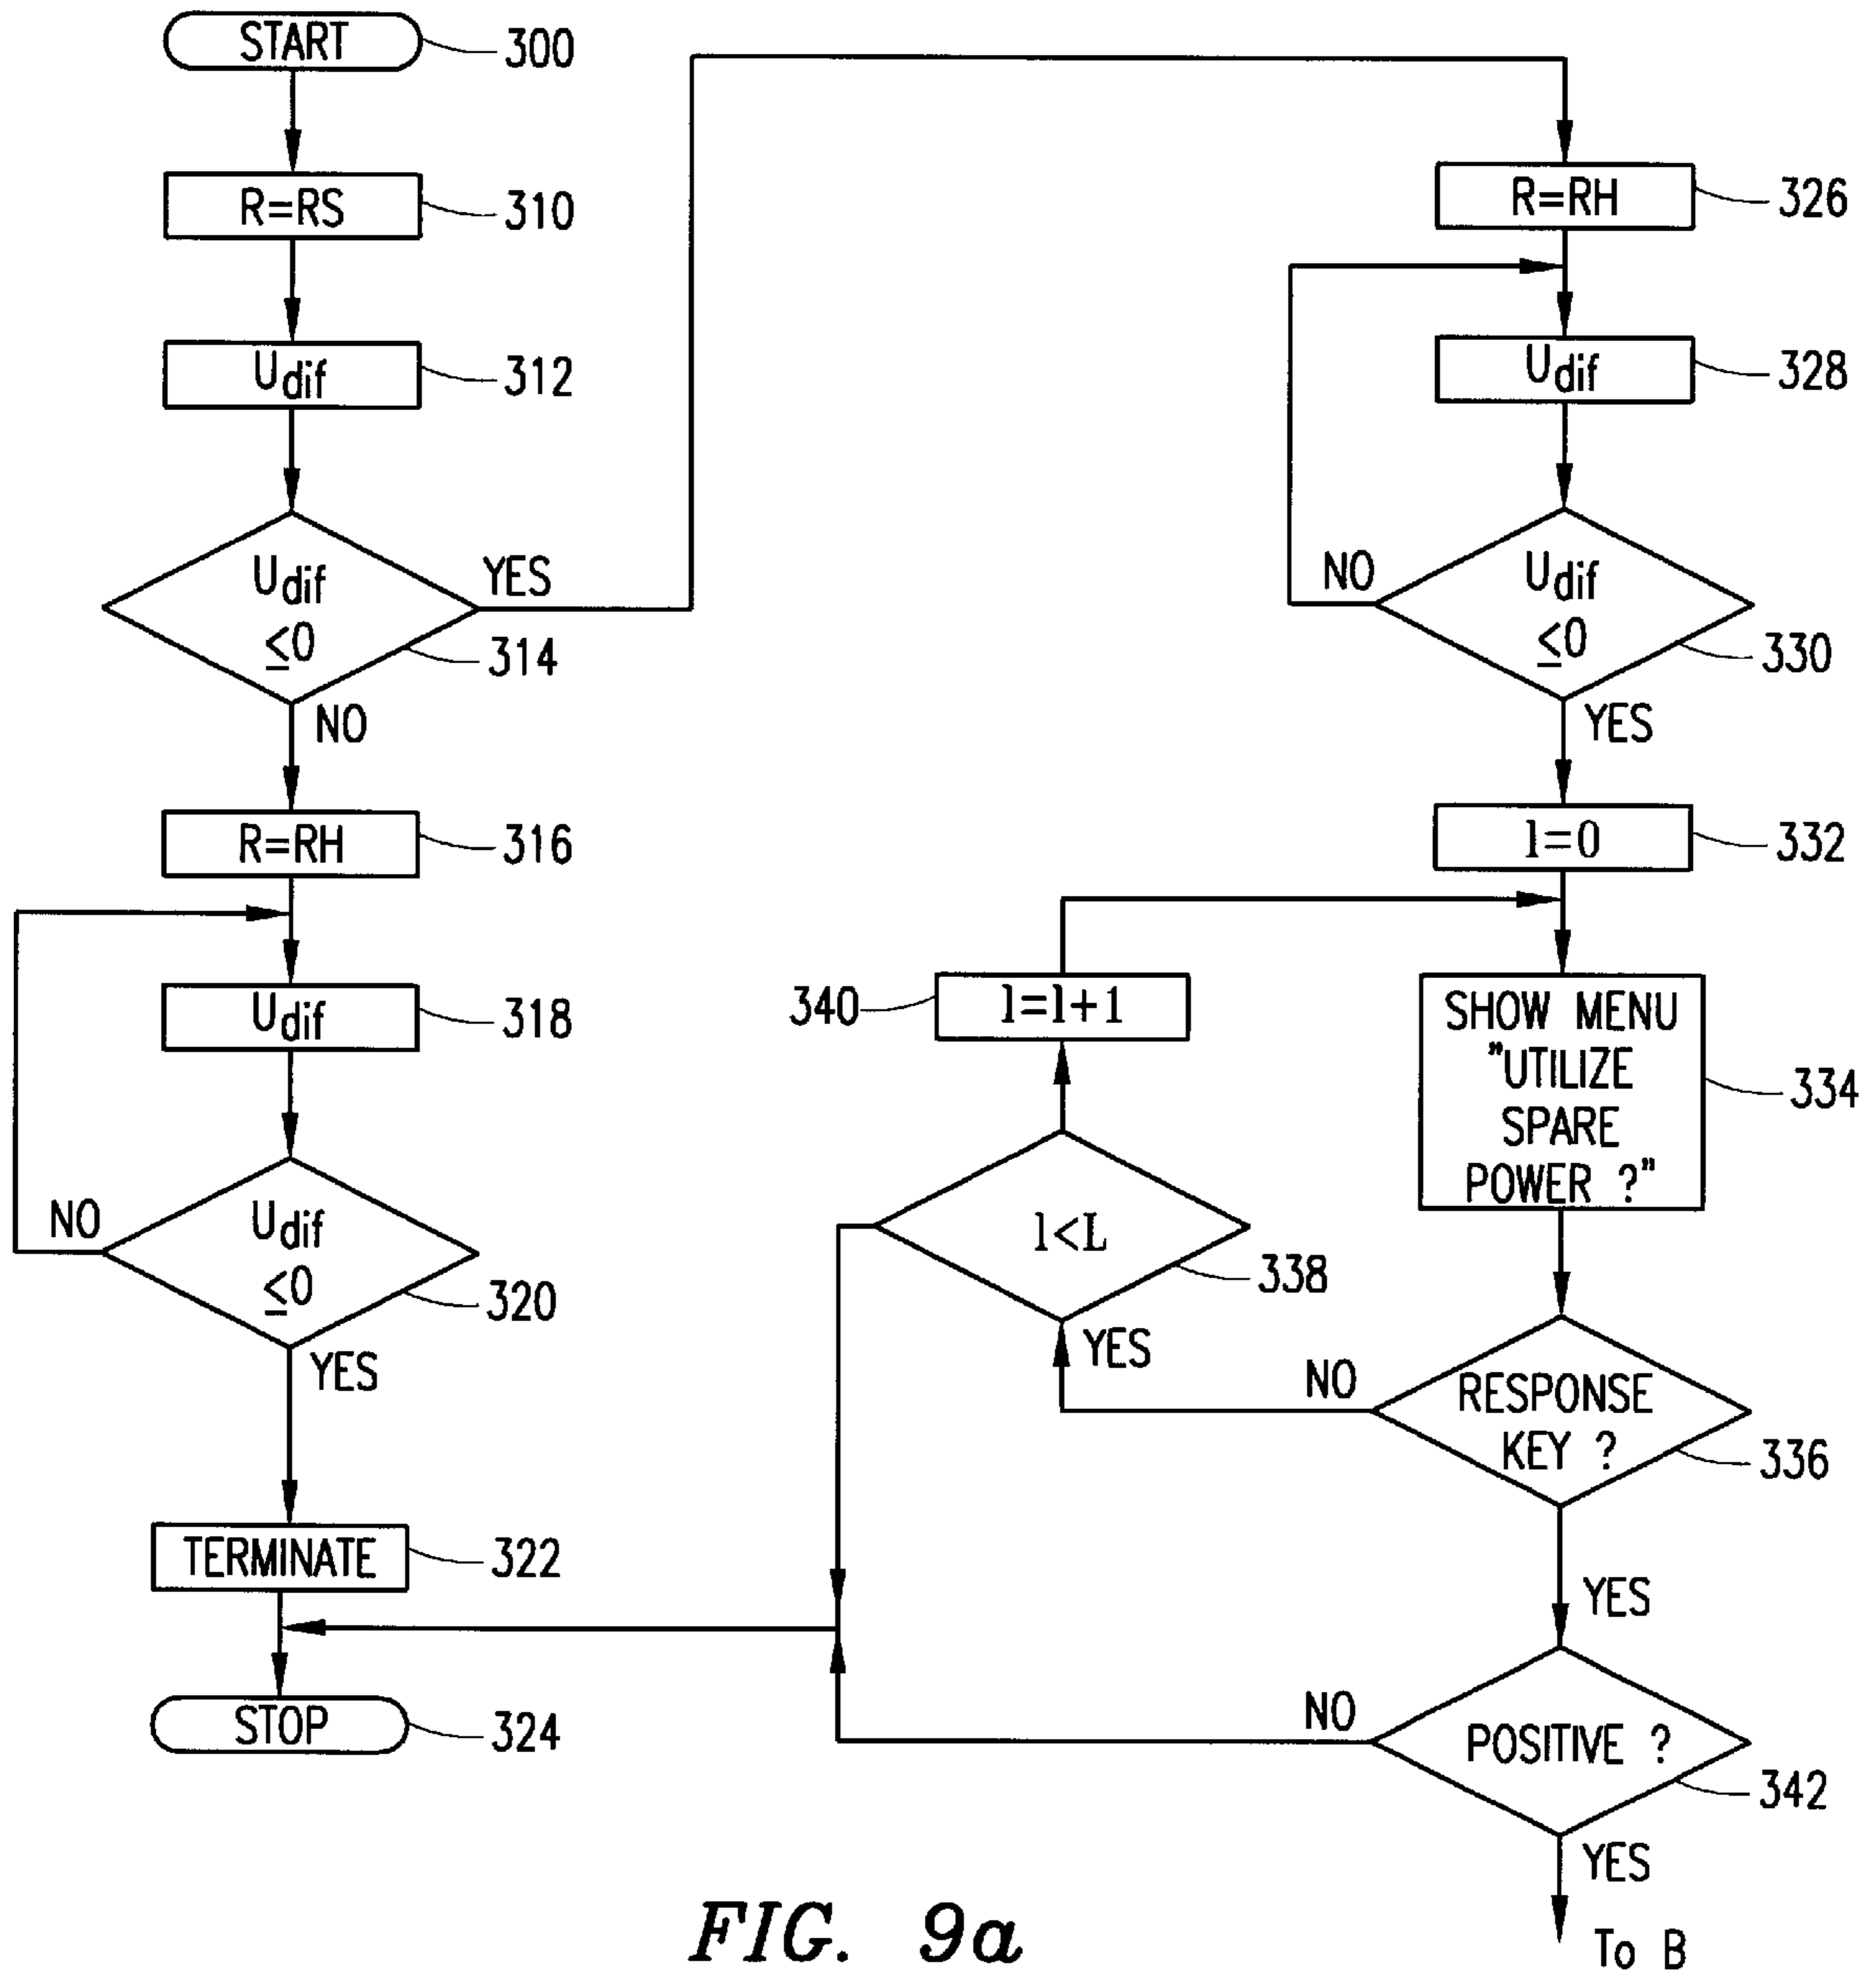 START
300
R=RS
310
Udif
312
Udif
≤0
YES
314
NO
R=RH
316
Udif
318
NO
Udif
≤0
320
YES
TERMINATE
322
STOP
324
R=RH
326
Udif
328
NO
Udif
≤0
330
YES
l=0
332
340
l=l+1
SHOW MENU
"UTILIZE
SPARE
POWER ?"
334
l<L
338
YES
NO
RESPONSE
KEY ?
336
YES
NO
POSITIVE ?
342
YES
To B
FIG. 9a